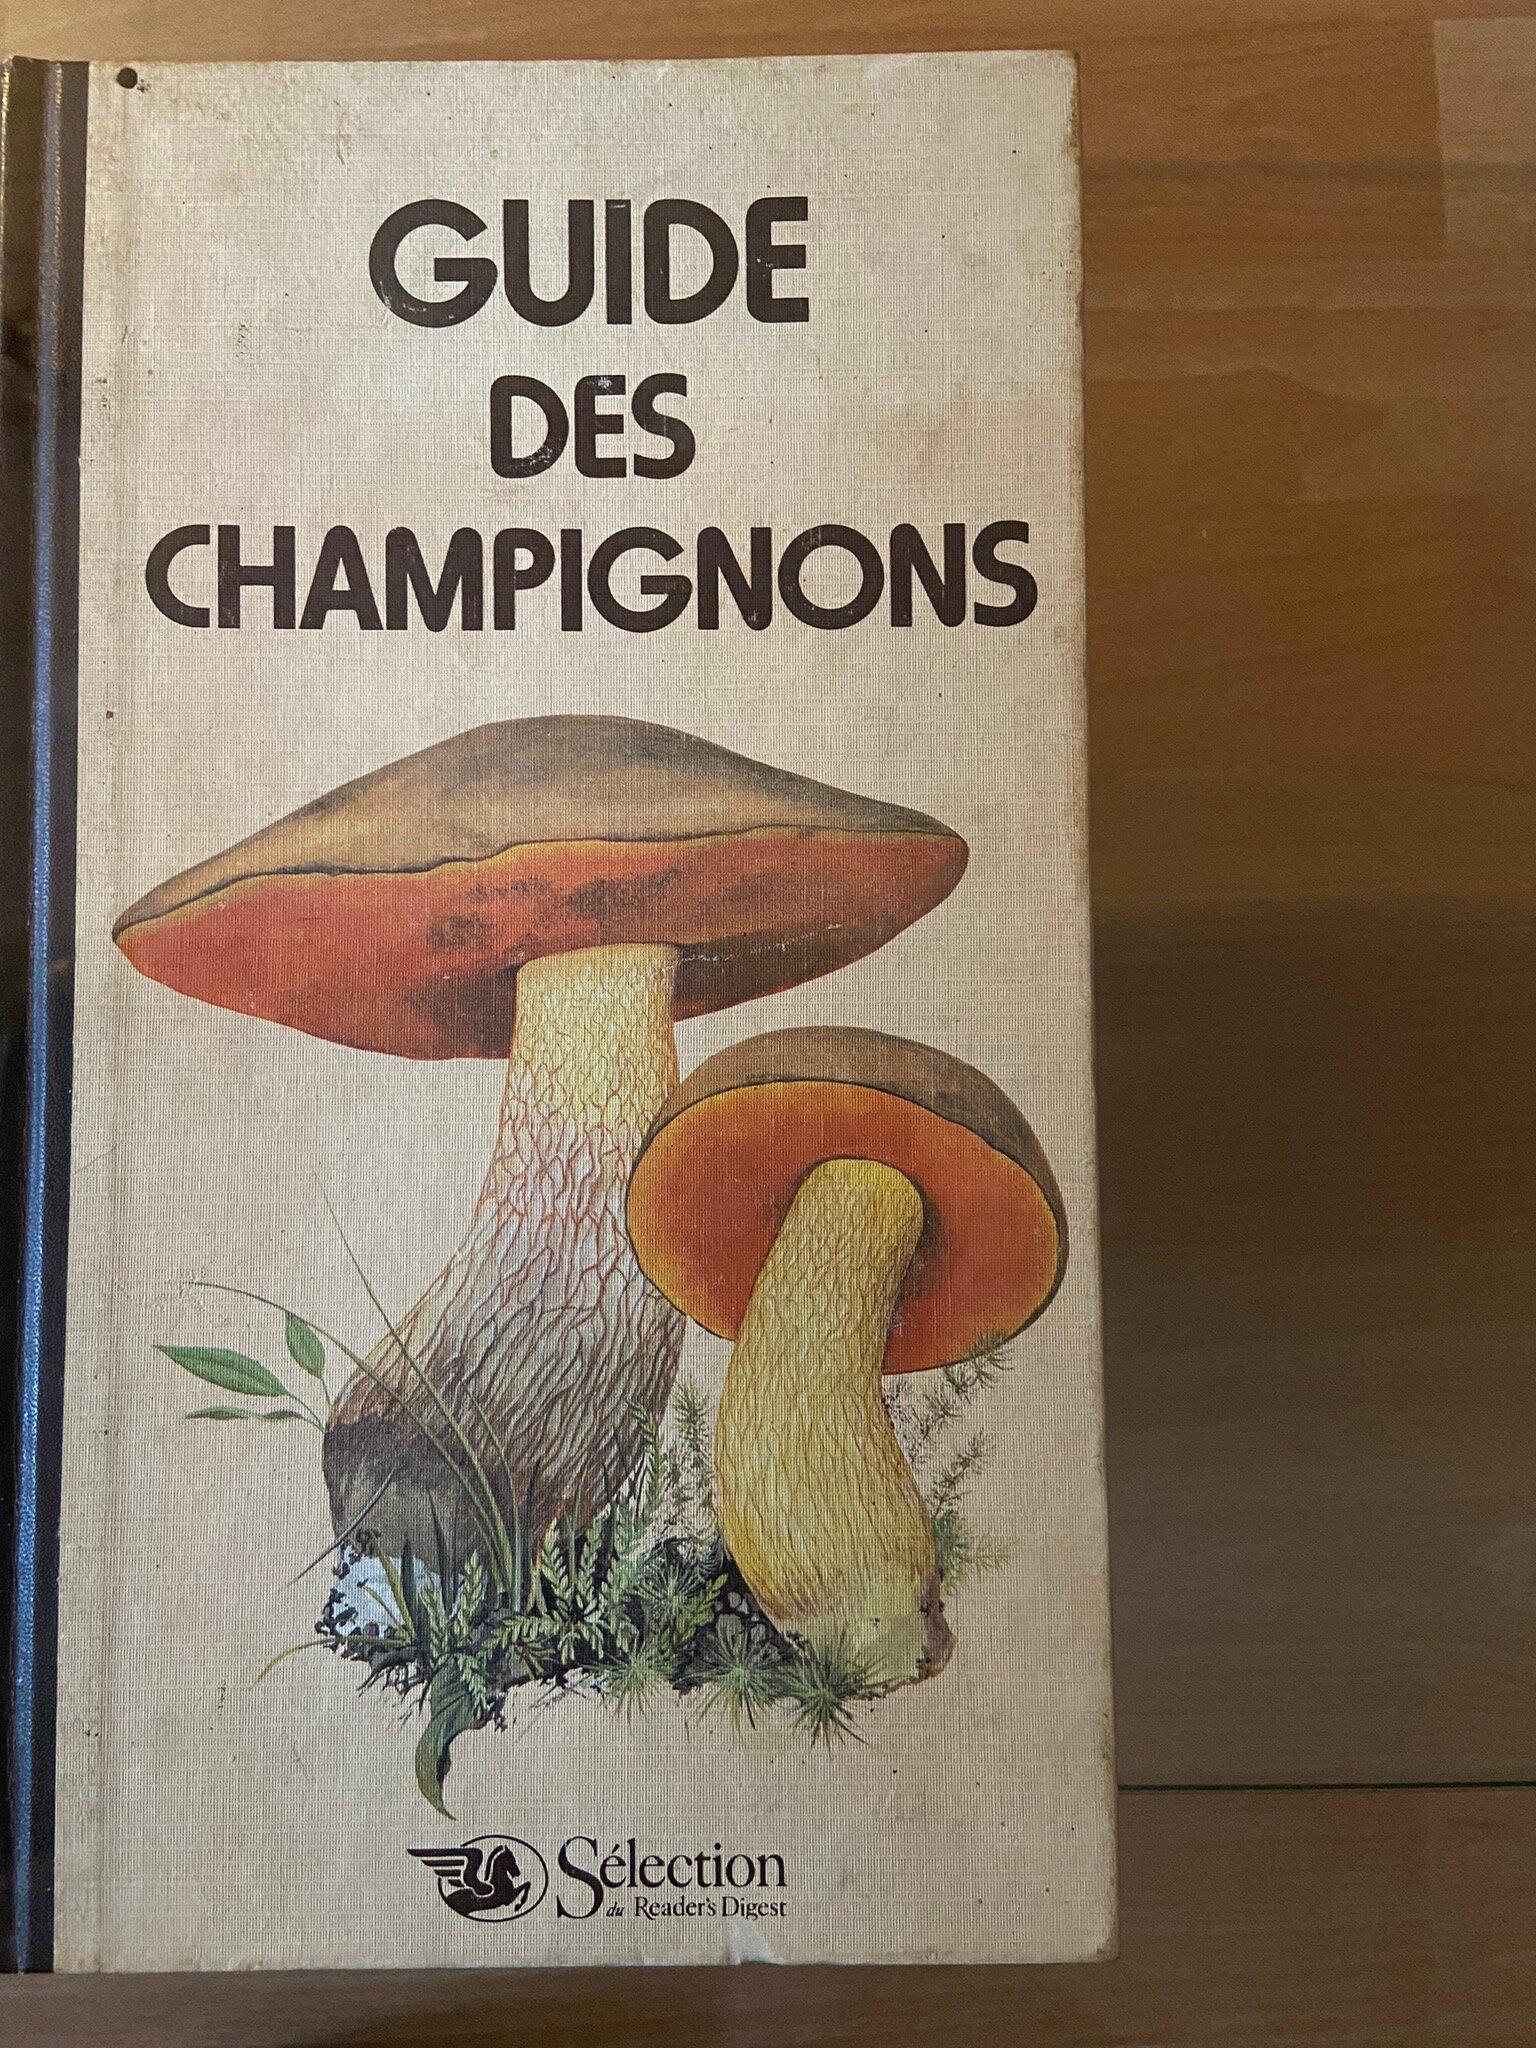 GUIDE
DES
CHAMPIGNONS
Sélection
du Reader's Digest